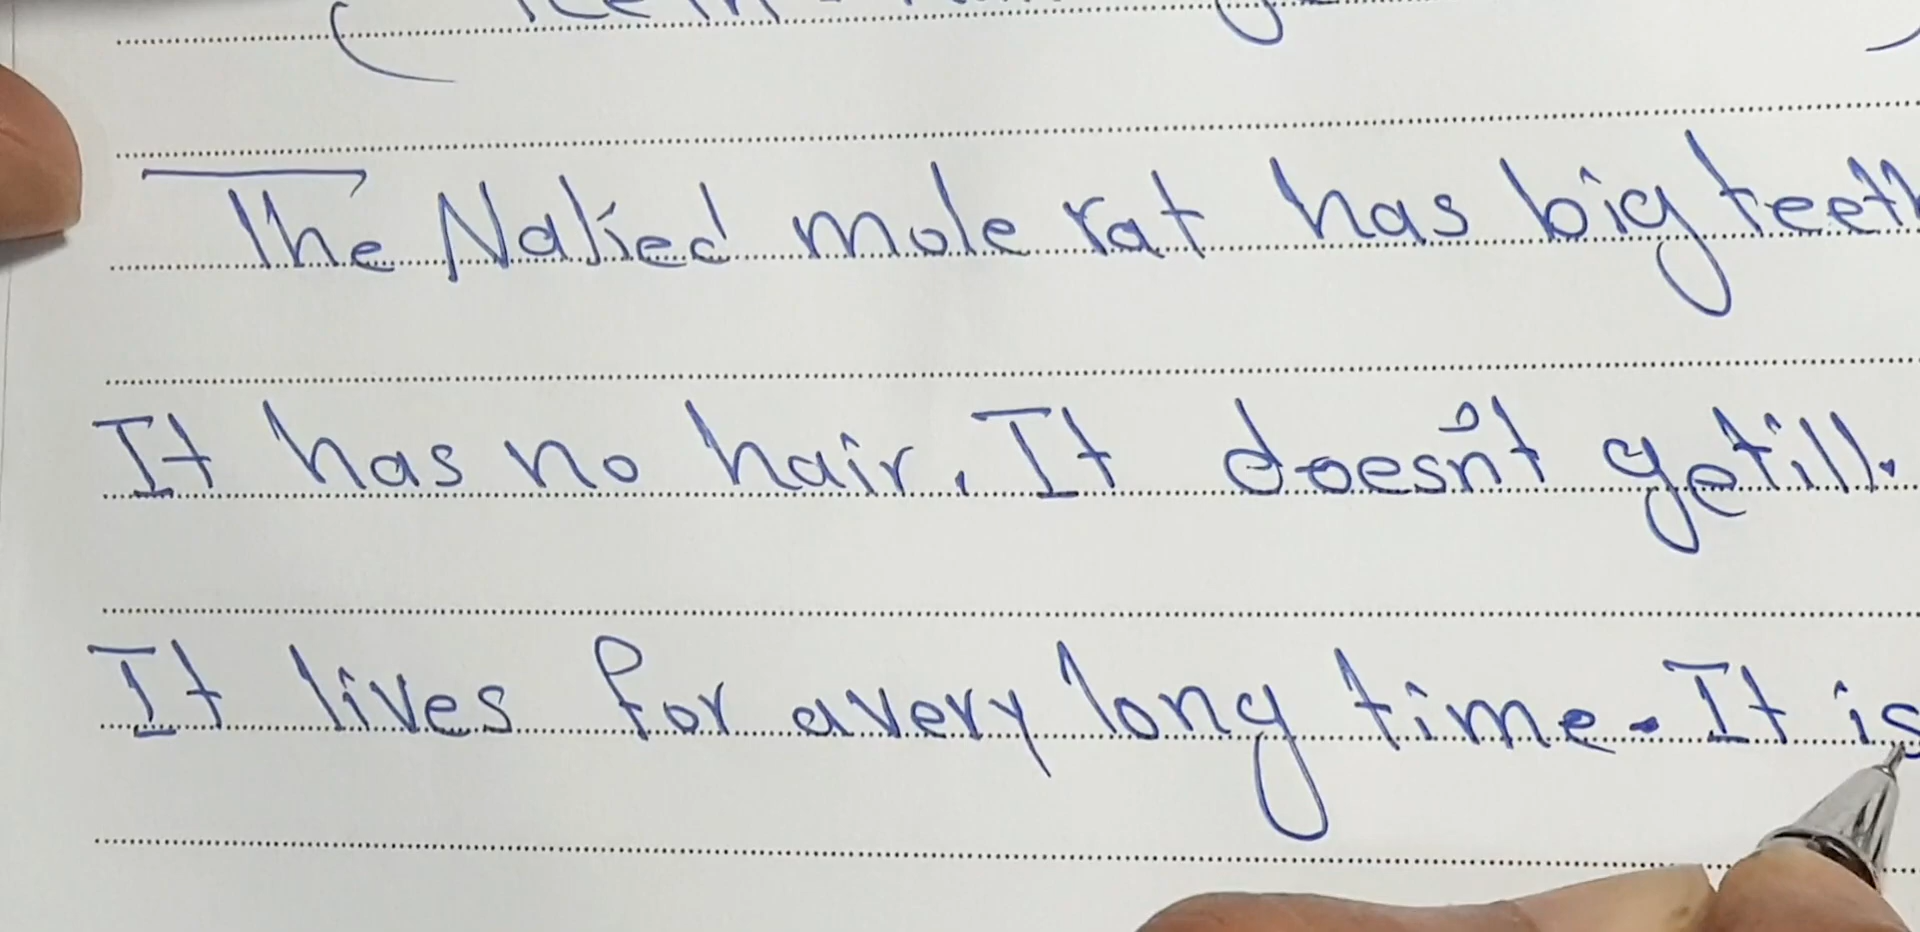 The Naked mole rat has big teeth
It has no hair. It doesn't get ill.
It lives for a very long time. It is